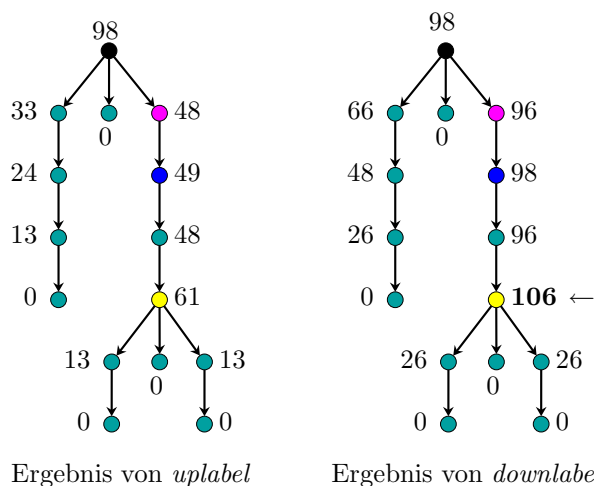 98 98
33 48 66 96
0 0
24 49 48 98
13 48 26 96
0 61 0 106 ←
13 13 26 26
0 0
0 0 0 0
Ergebnis von uplabel Ergebnis von downlabe